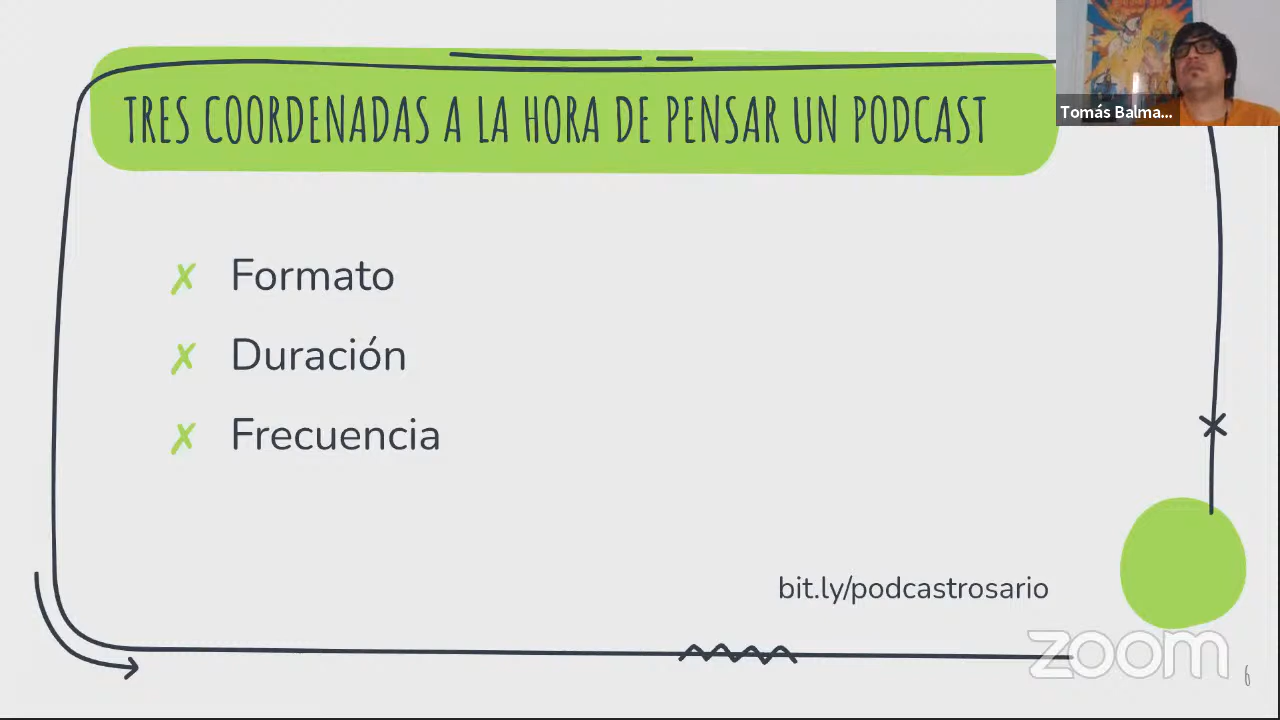 TRES COORDENADAS A LA HORA DE PENSAR UN PODCAST
Tomás Balma...
✗ Formato
✗ Duración
✗ Frecuencia
bit.ly/podcastrosario
zoom
6